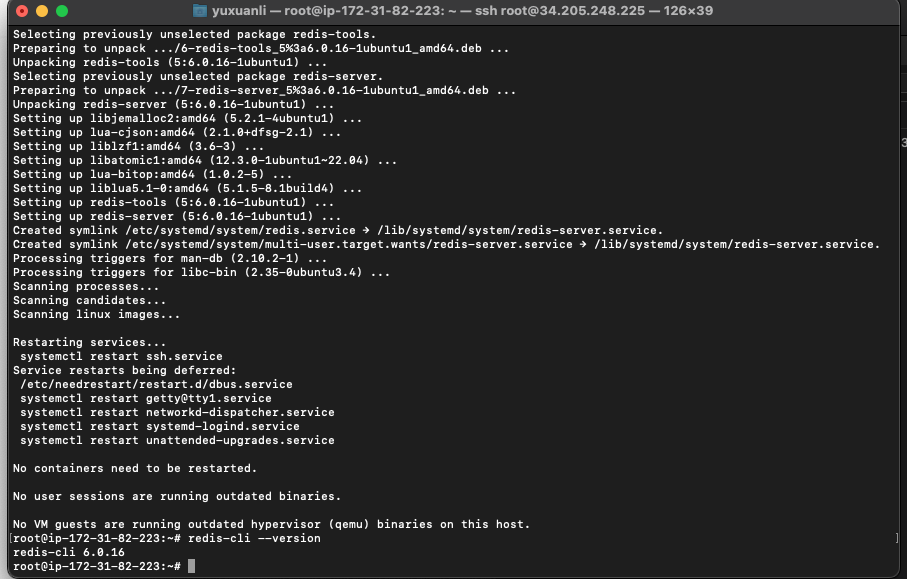 yuxuanli — root@ip-172-31-82-223: ~ — ssh root@34.205.248.225 — 126×39
Selecting previously unselected package redis-tools.
Preparing to unpack .../6-redis-tools_5%3a6.0.16-1ubuntu1_amd64.deb ...
Unpacking redis-tools (5:6.0.16-1ubuntu1) ...
Selecting previously unselected package redis-server.
Preparing to unpack .../7-redis-server_5%3a6.0.16-1ubuntu1_amd64.deb ...
Unpacking redis-server (5:6.0.16-1ubuntu1) ...
Setting up libjemalloc2:amd64 (5.2.1-4ubuntu1) ...
Setting up lua-cjson:amd64 (2.1.0+dfsg-2.1) ...
Setting up liblzf1:amd64 (3.6-3) ...
Setting up libatomic1:amd64 (12.3.0-1ubuntu1~22.04) ...
Setting up lua-bitop:amd64 (1.0.2-5) ...
Setting up liblua5.1-0:amd64 (5.1.5-8.1build4) ...
Setting up redis-tools (5:6.0.16-1ubuntu1) ...
Setting up redis-server (5:6.0.16-1ubuntu1) ...
Created symlink /etc/systemd/system/redis.service → /lib/systemd/system/redis-server.service.
Created symlink /etc/systemd/system/multi-user.target.wants/redis-server.service → /lib/systemd/system/redis-server.service.
Processing triggers for man-db (2.10.2-1) ...
Processing triggers for libc-bin (2.35-0ubuntu3.4) ...
Scanning processes...
Scanning candidates...
Scanning linux images...
Restarting services...
 systemctl restart ssh.service
Service restarts being deferred:
 /etc/needrestart/restart.d/dbus.service
 systemctl restart getty@tty1.service
 systemctl restart networkd-dispatcher.service
 systemctl restart systemd-logind.service
 systemctl restart unattended-upgrades.service
No containers need to be restarted.
No user sessions are running outdated binaries.
No VM guests are running outdated hypervisor (qemu) binaries on this host.
[root@ip-172-31-82-223:~# redis-cli --version ]
redis-cli 6.0.16
root@ip-172-31-82-223:~#